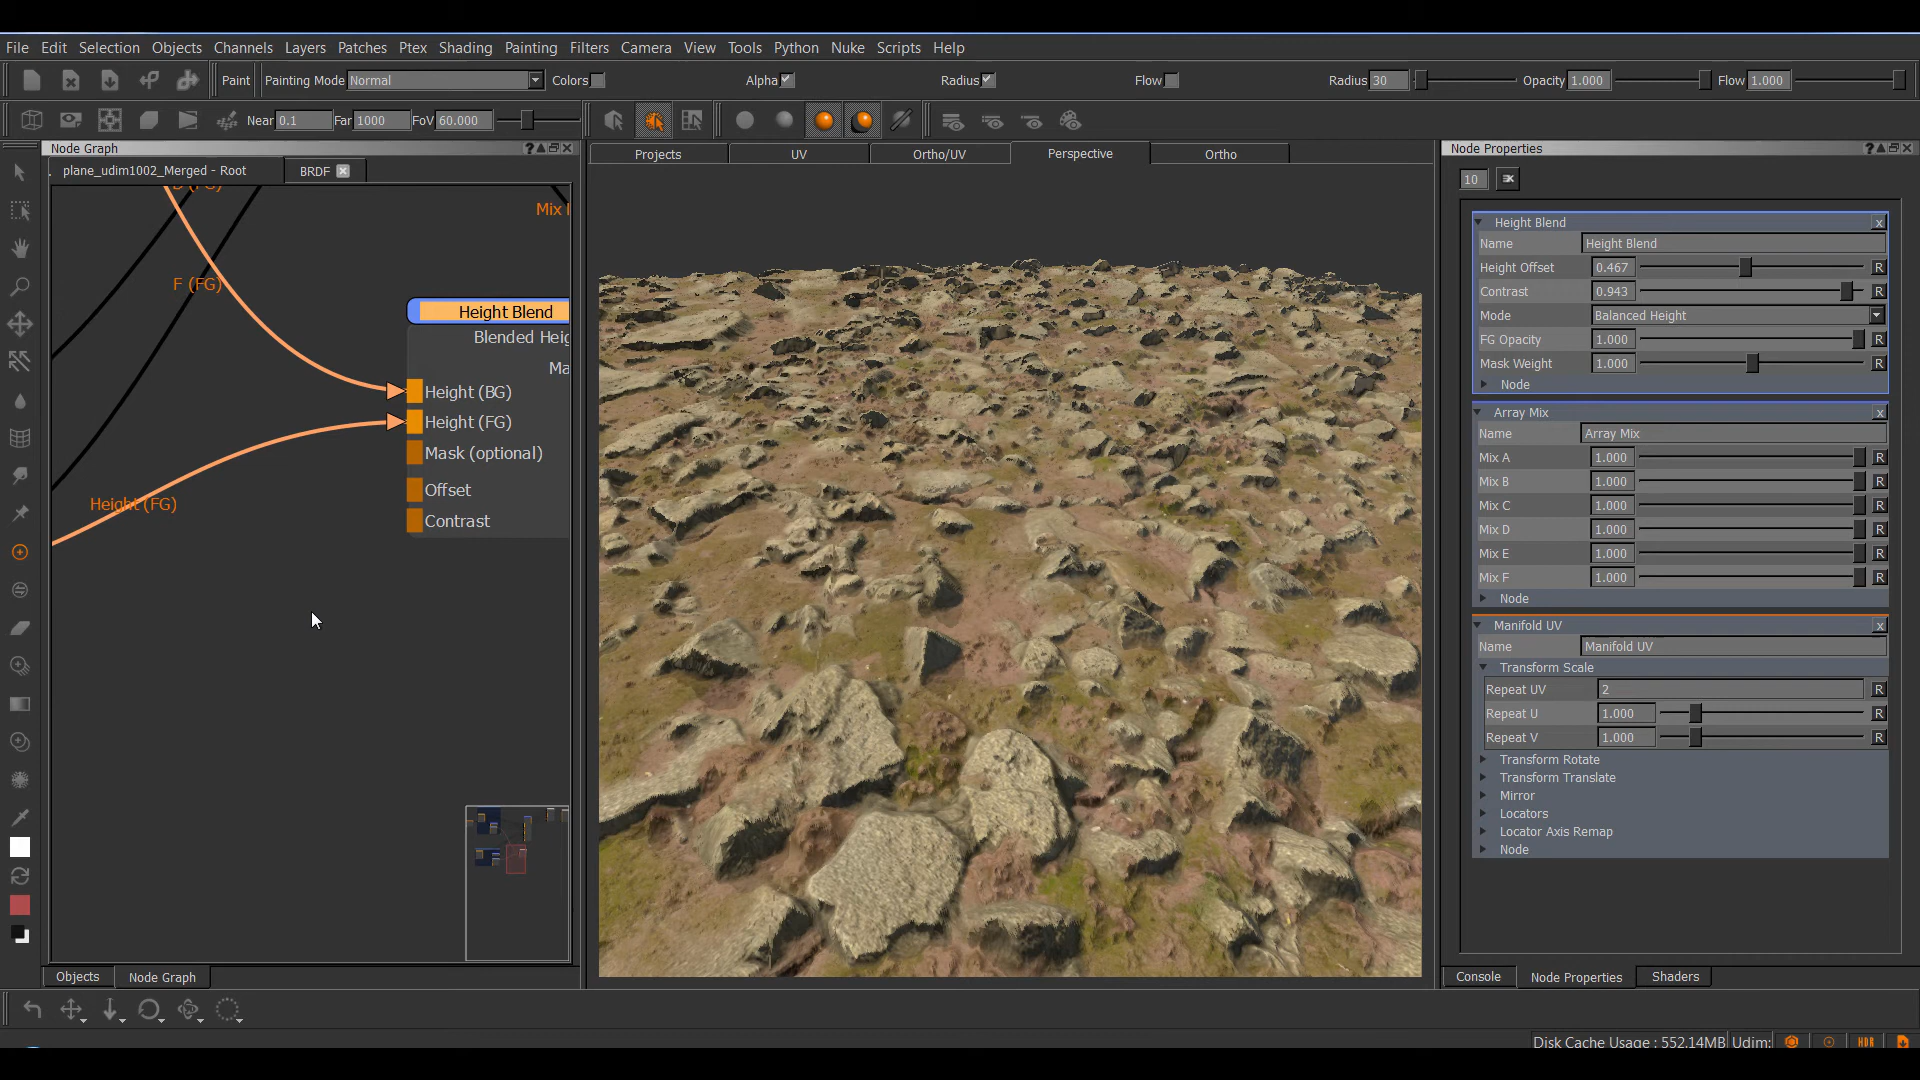 File Edit Selection Objects Channels Layers Patches Ptex Shading Painting Filters Camera View Tools Python Nuke Scripts Help
Paint Painting Mode Normal Colors Alpha Radius Flow Radius 30 Opacity 1.000 Flow 1.000
Near 0.1 Far 1000 FoV 60.000
Node Graph
plane_udim1002_Merged - Root BRDF
Mix
F (FG)
Height Blend
Height (BG)
Height (FG)
Mask (optional)
Offset
Contrast
Height (FG)
Objects Node Graph
Projects UV Ortho/UV Perspective Ortho
Node Properties
10
Height Blend x
Name Height Blend
Height Offset 0.467 R
Contrast 0.943 R
Mode Balanced Height
FG Opacity 1.000 R
Mask Weight 1.000 R
Node
Array Mix x
Name Array Mix
Mix A 1.000 R
Mix B 1.000 R
Mix C 1.000 R
Mix D 1.000 R
Mix E 1.000 R
Mix F 1.000 R
Node
Manifold UV x
Name Manifold UV
Transform Scale
Repeat UV 2 R
Repeat U 1.000 R
Repeat V 1.000 R
Transform Rotate
Transform Translate
Mirror
Locators
Locator Axis Remap
Node
Console Node Properties Shaders
Disk Cache Usage : 552.14MB Udim: